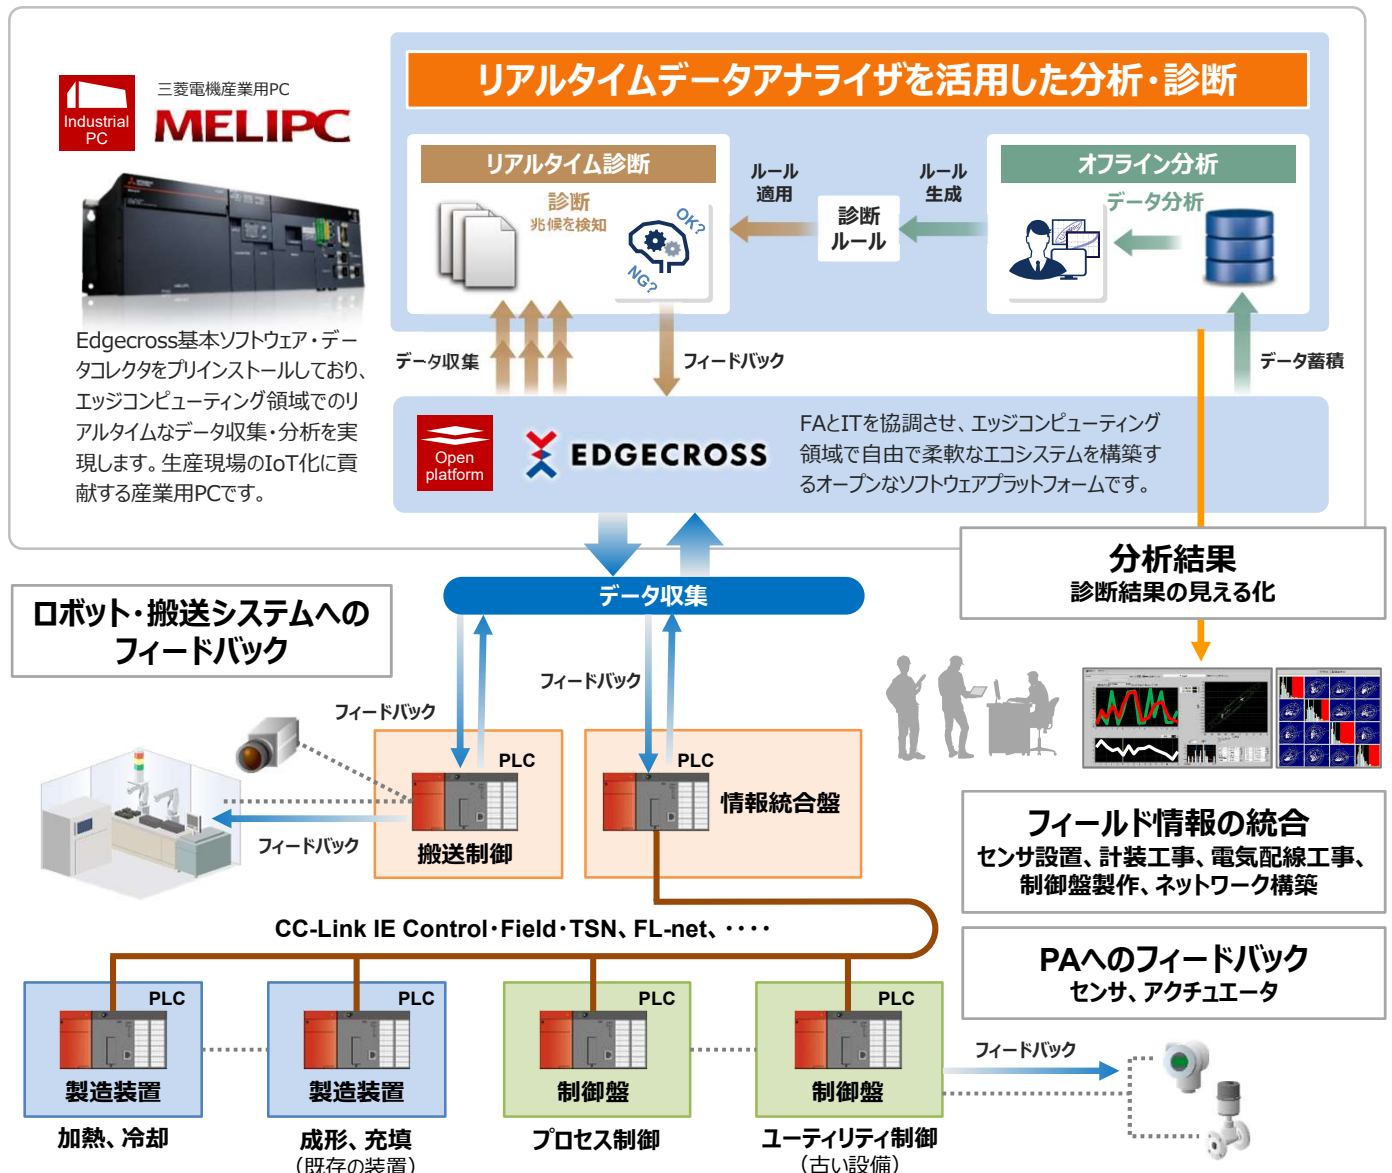 Industrial
PC
三菱電機産業用PC
MELIPC
Edgecross基本ソフトウェア・デー
タコレクタをプリインストールしており、
エッジコンピューティング領域でのリ
アルタイムなデータ収集・分析を実
現します。生産現場のIoT化に貢
献する産業用PCです。
リアルタイムデータアナライザを活用した分析・診断
リアルタイム診断
診断
兆候を検知
OK?
NG?
ルール
適用
診断
ルール
ルール
生成
オフライン分析
データ分析
データ収集
フィードバック
データ蓄積
Open
platform
EDGECROSS
FAとITを協調させ、エッジコンピューティング
領域で自由で柔軟なエコシステムを構築す
るオープンなソフトウェアプラットフォームです。
データ収集
分析結果
診断結果の見える化
ロボット・搬送システムへの
フィードバック
フィードバック
フィードバック
フィードバック
PLC
搬送制御
PLC
情報統合盤
フィールド情報の統合
センサ設置、計装工事、電気配線工事、
制御盤製作、ネットワーク構築
CC-Link IE Control・Field・TSN、FL-net、・・・・
PAへのフィードバック
センサ、アクチュエータ
PLC
製造装置
加熱、冷却
PLC
製造装置
成形、充填
（既存の装置）
PLC
制御盤
プロセス制御
PLC
制御盤
ユーティリティ制御
（古い設備）
フィードバック